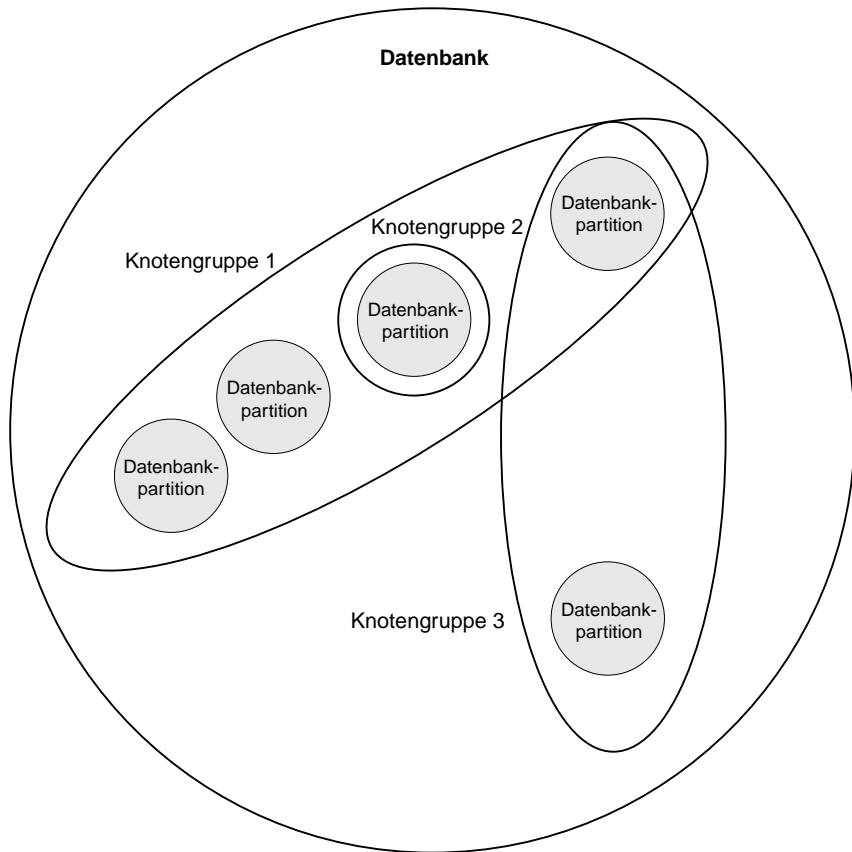 Datenbank
Datenbank-
partition
Knotengruppe 2
Knotengruppe 1
Datenbank-
partition
Datenbank-
partition
Datenbank-
partition
Datenbank-
partition
Knotengruppe 3